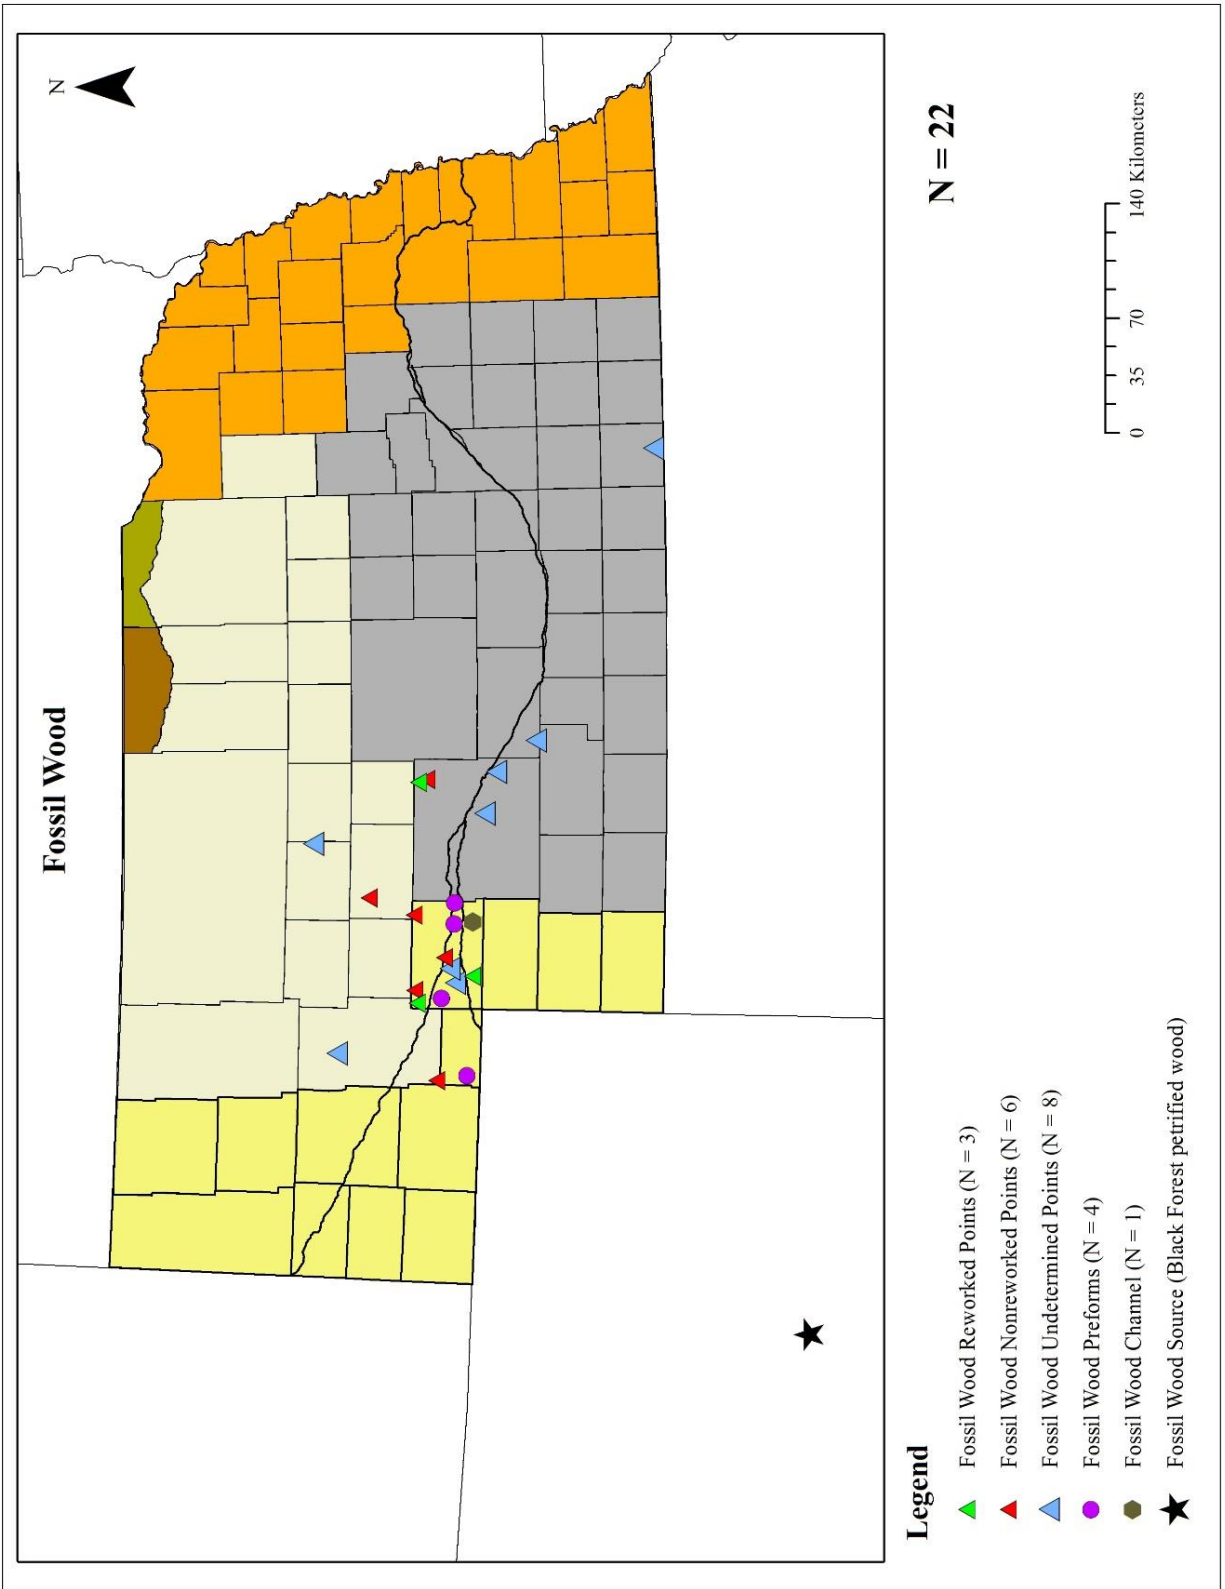 Fossil Wood
N
N = 22
0 35 70 140 Kilometers
Legend
Fossil Wood Reworked Points (N = 3)
Fossil Wood Nonreworked Points (N = 6)
Fossil Wood Undetermined Points (N = 8)
Fossil Wood Preforms (N = 4)
Fossil Wood Channel (N = 1)
Fossil Wood Source (Black Forest petrified wood)